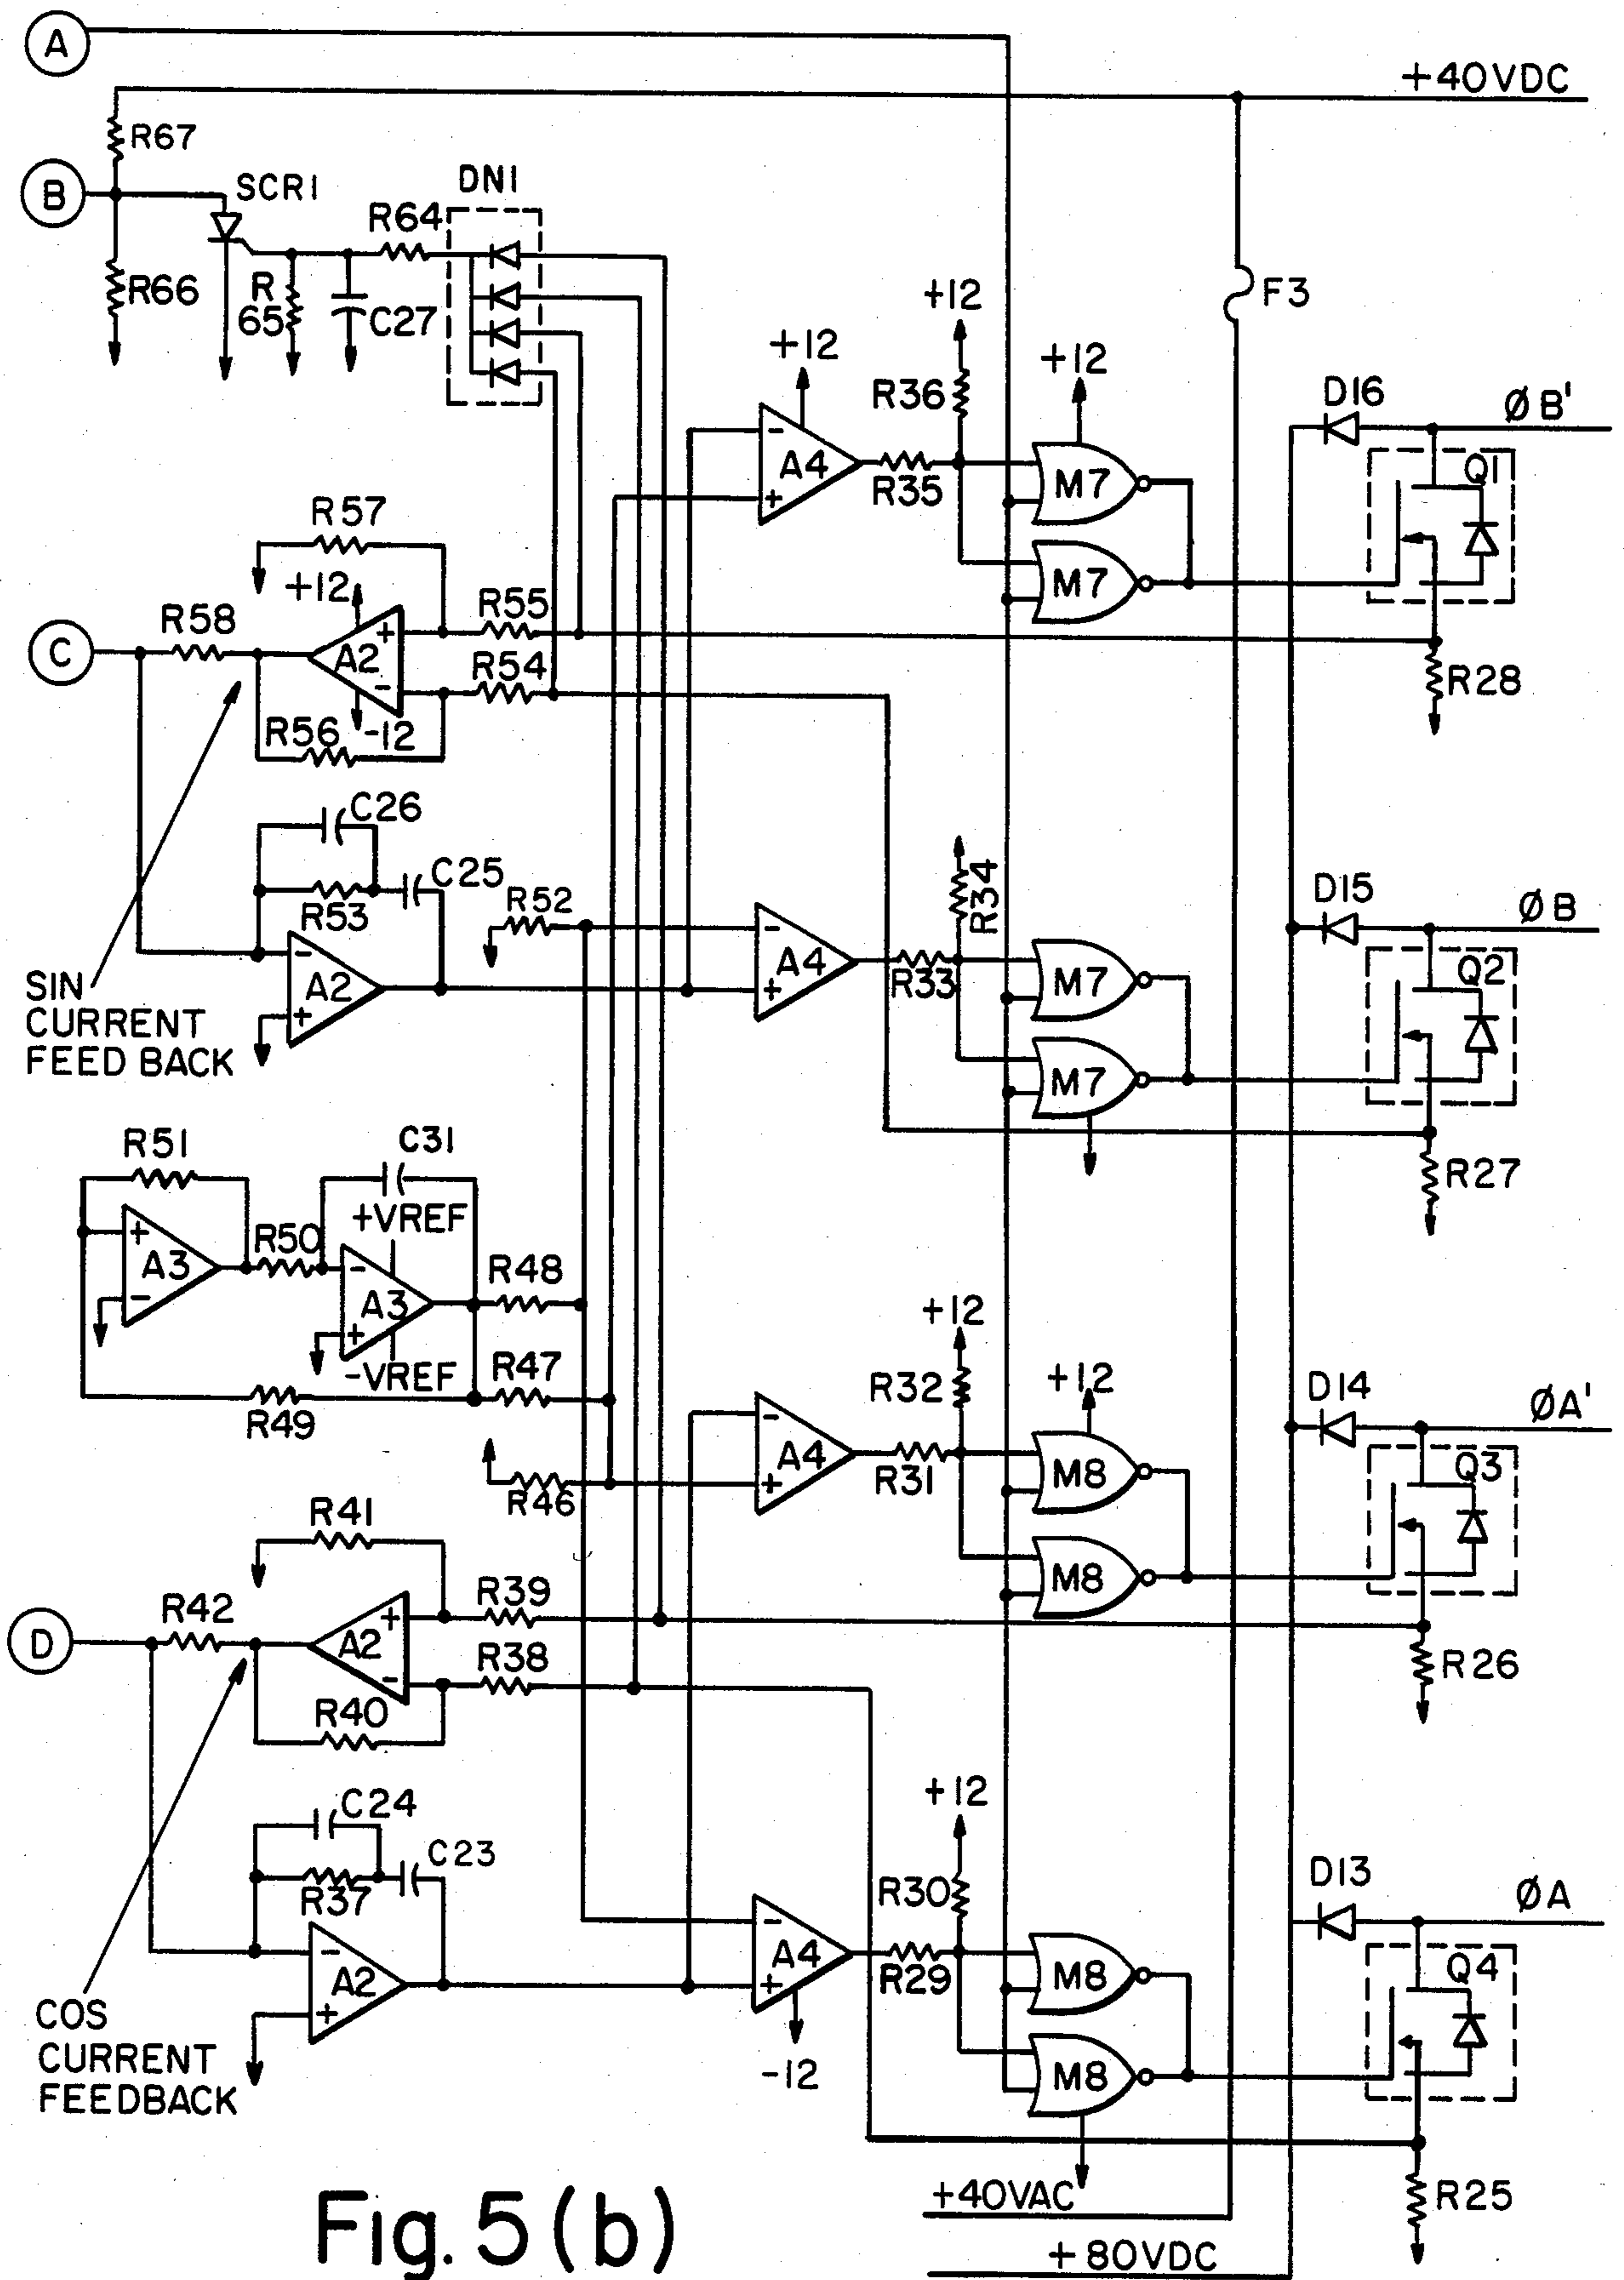 A
+40VDC
R67
B
SCR1
DN1
R64
R66
R
65
C27
+12
F3
+12
+12
R36
D16
ØB'
A4
R35
M7
Q1
R57
M7
+12
R55
R58
C
A2
R54
R28
R56
-12
C26
C25
R34
D15
ØB
R53
R52
A4
R33
M7
Q2
A2
SIN
CURRENT
FEED BACK
M7
R51
C31
R27
+VREF
R50
A3
R48
A3
+12
-VREF
R47
R32
+12
D14
ØA'
R49
A4
R31
M8
Q3
R46
R41
M8
R42
R39
D
A2
R38
R26
R40
+12
C24
C23
D13
ØA
R37
R30
A4
R29
M8
Q4
A2
COS
CURRENT
FEEDBACK
-12
M8
+40VAC
R25
Fig. 5(b)
+80VDC